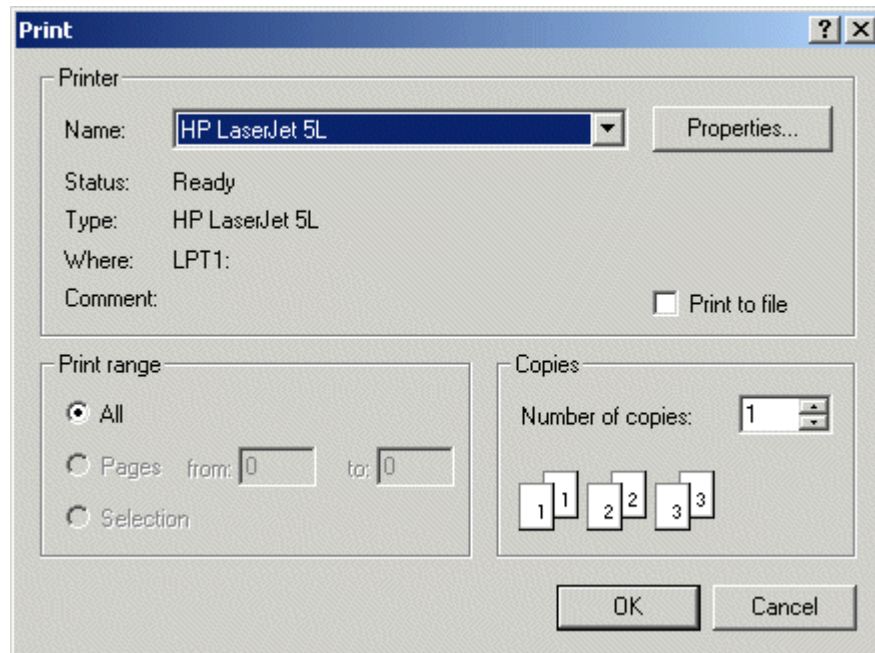 Print
Printer
Name: HP LaserJet 5L Properties...
Status: Ready
Type: HP LaserJet 5L
Where: LPT1:
Comment: Print to file
Print range
All
Pages from: 0 to: 0
Selection
Copies
Number of copies: 1
1 1 2 2 3 3
OK Cancel